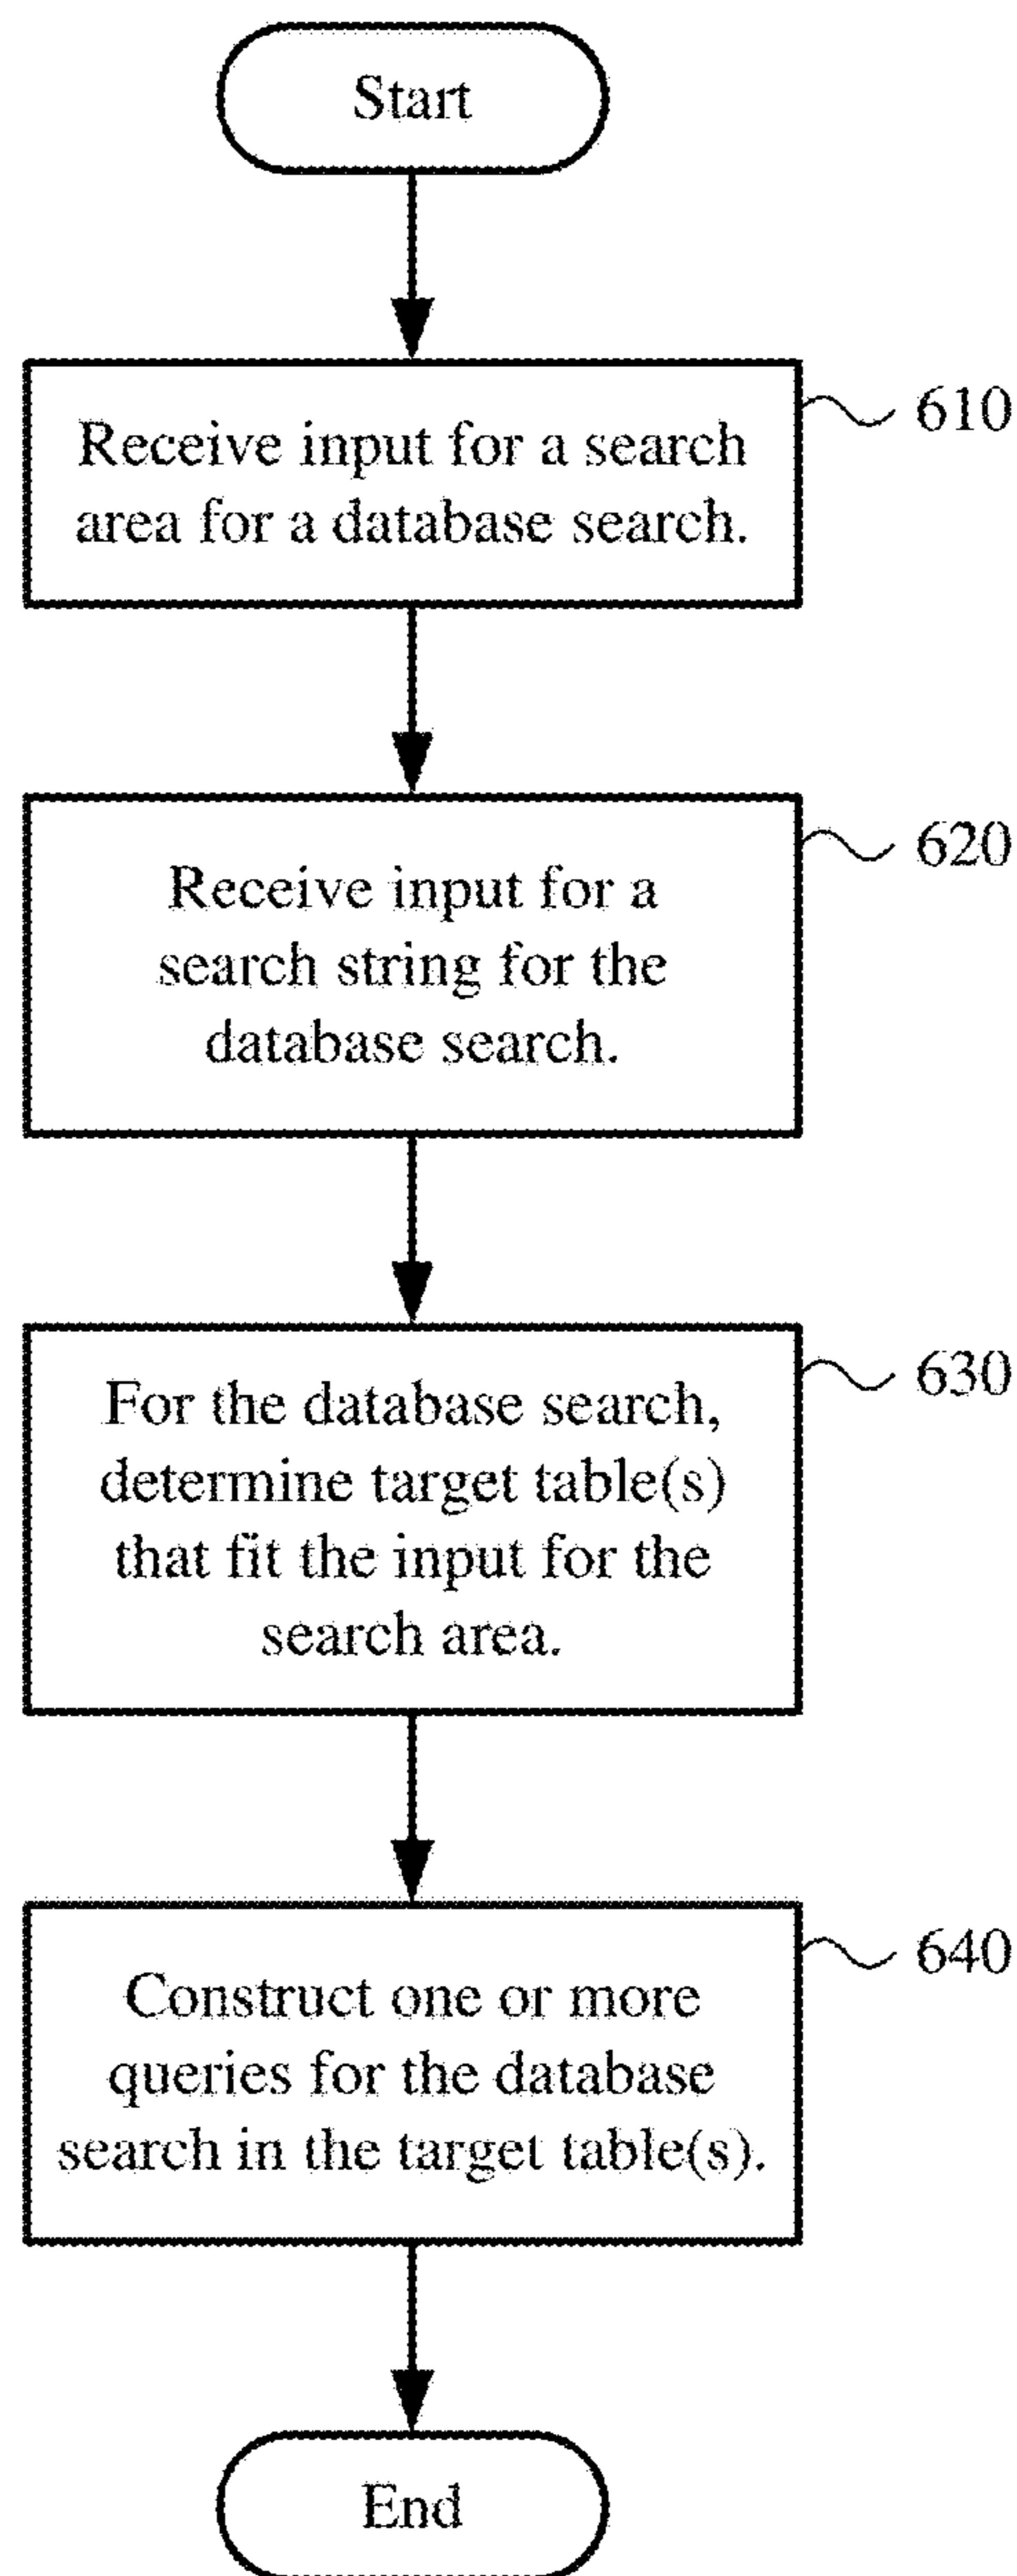 Start
Receive input for a search
area for a database search.
610
Receive input for a
search string for the
database search.
620
For the database search,
determine target table(s)
that fit the input for the
search area.
630
Construct one or more
queries for the database
search in the target table(s).
640
End